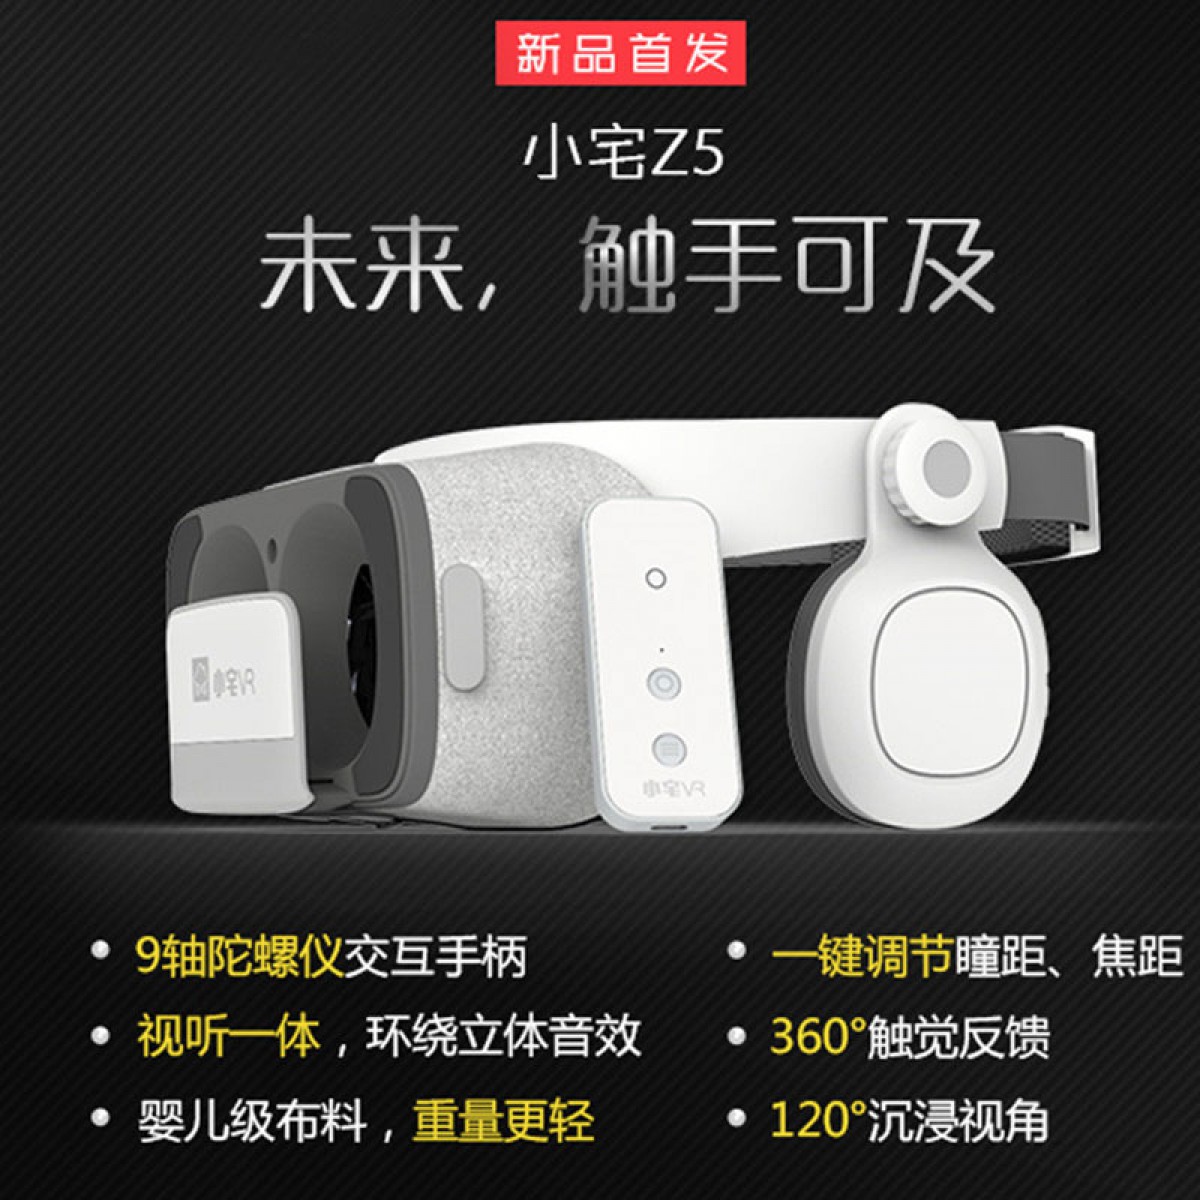 新品首发
小宅Z5
未来，触手可及
小宅VR
小宅VR
9轴陀螺仪交互手柄
视听一体，环绕立体音效
婴儿级布料，重量更轻
一键调节瞳距、焦距
360°触觉反馈
120°沉浸视角